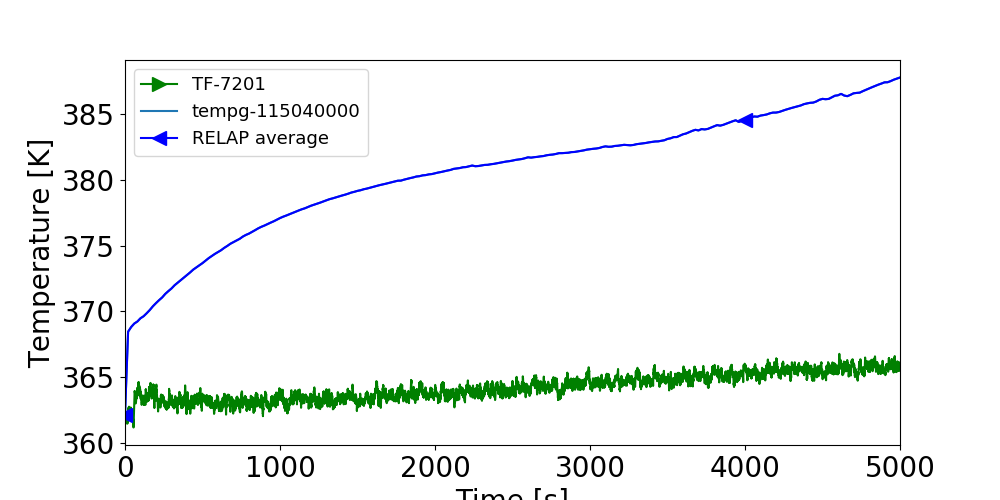 TF-7201
tempg-115040000
RELAP average
Temperature [K]
385
380
375
370
365
360
0 1000 2000 3000 4000 5000
Time [s]